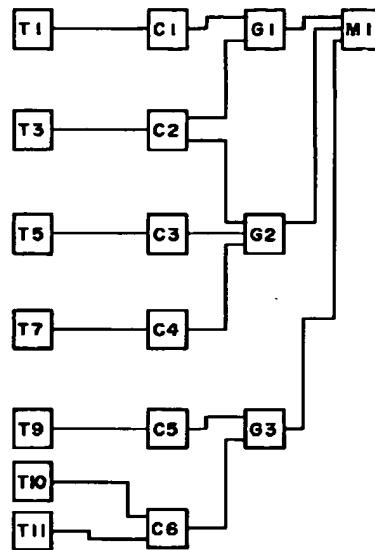 T1 C1 G1 M1
T3 C2
T5 C3 G2
T7 C4
T9 C5 G3
T10
T11 C6